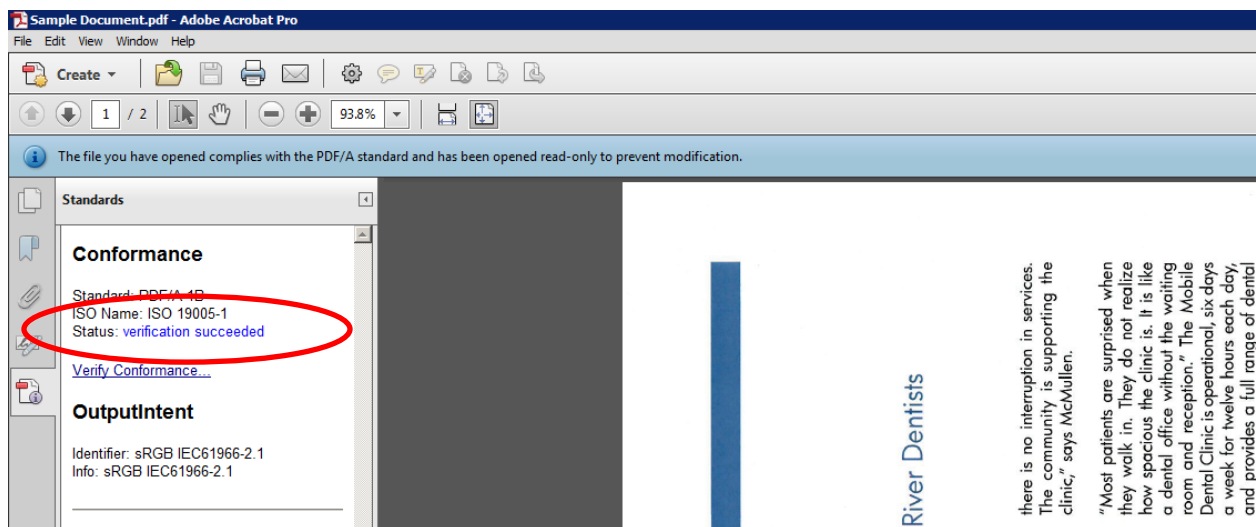 Sample Document.pdf - Adobe Acrobat Pro
File Edit View Window Help
Create
1 / 2 93.8%
The file you have opened complies with the PDF/A standard and has been opened read-only to prevent modification.
Standards
Conformance
Standard: PDF/A-1B
ISO Name: ISO 19005-1
Status: verification succeeded
Verify Conformance...
OutputIntent
Identifier: sRGB IEC61966-2.1
Info: sRGB IEC61966-2.1
River Dentists
there is no interruption in services.
The community is supporting the
clinic,” says McMullen.
“Most patients are surprised when
they walk in. They do not realize
how spacious the clinic is. It is like
a dental office without the waiting
room and reception.” The Mobile
Dental Clinic is operational, six days
a week for twelve hours each day,
and provides a full range of dental